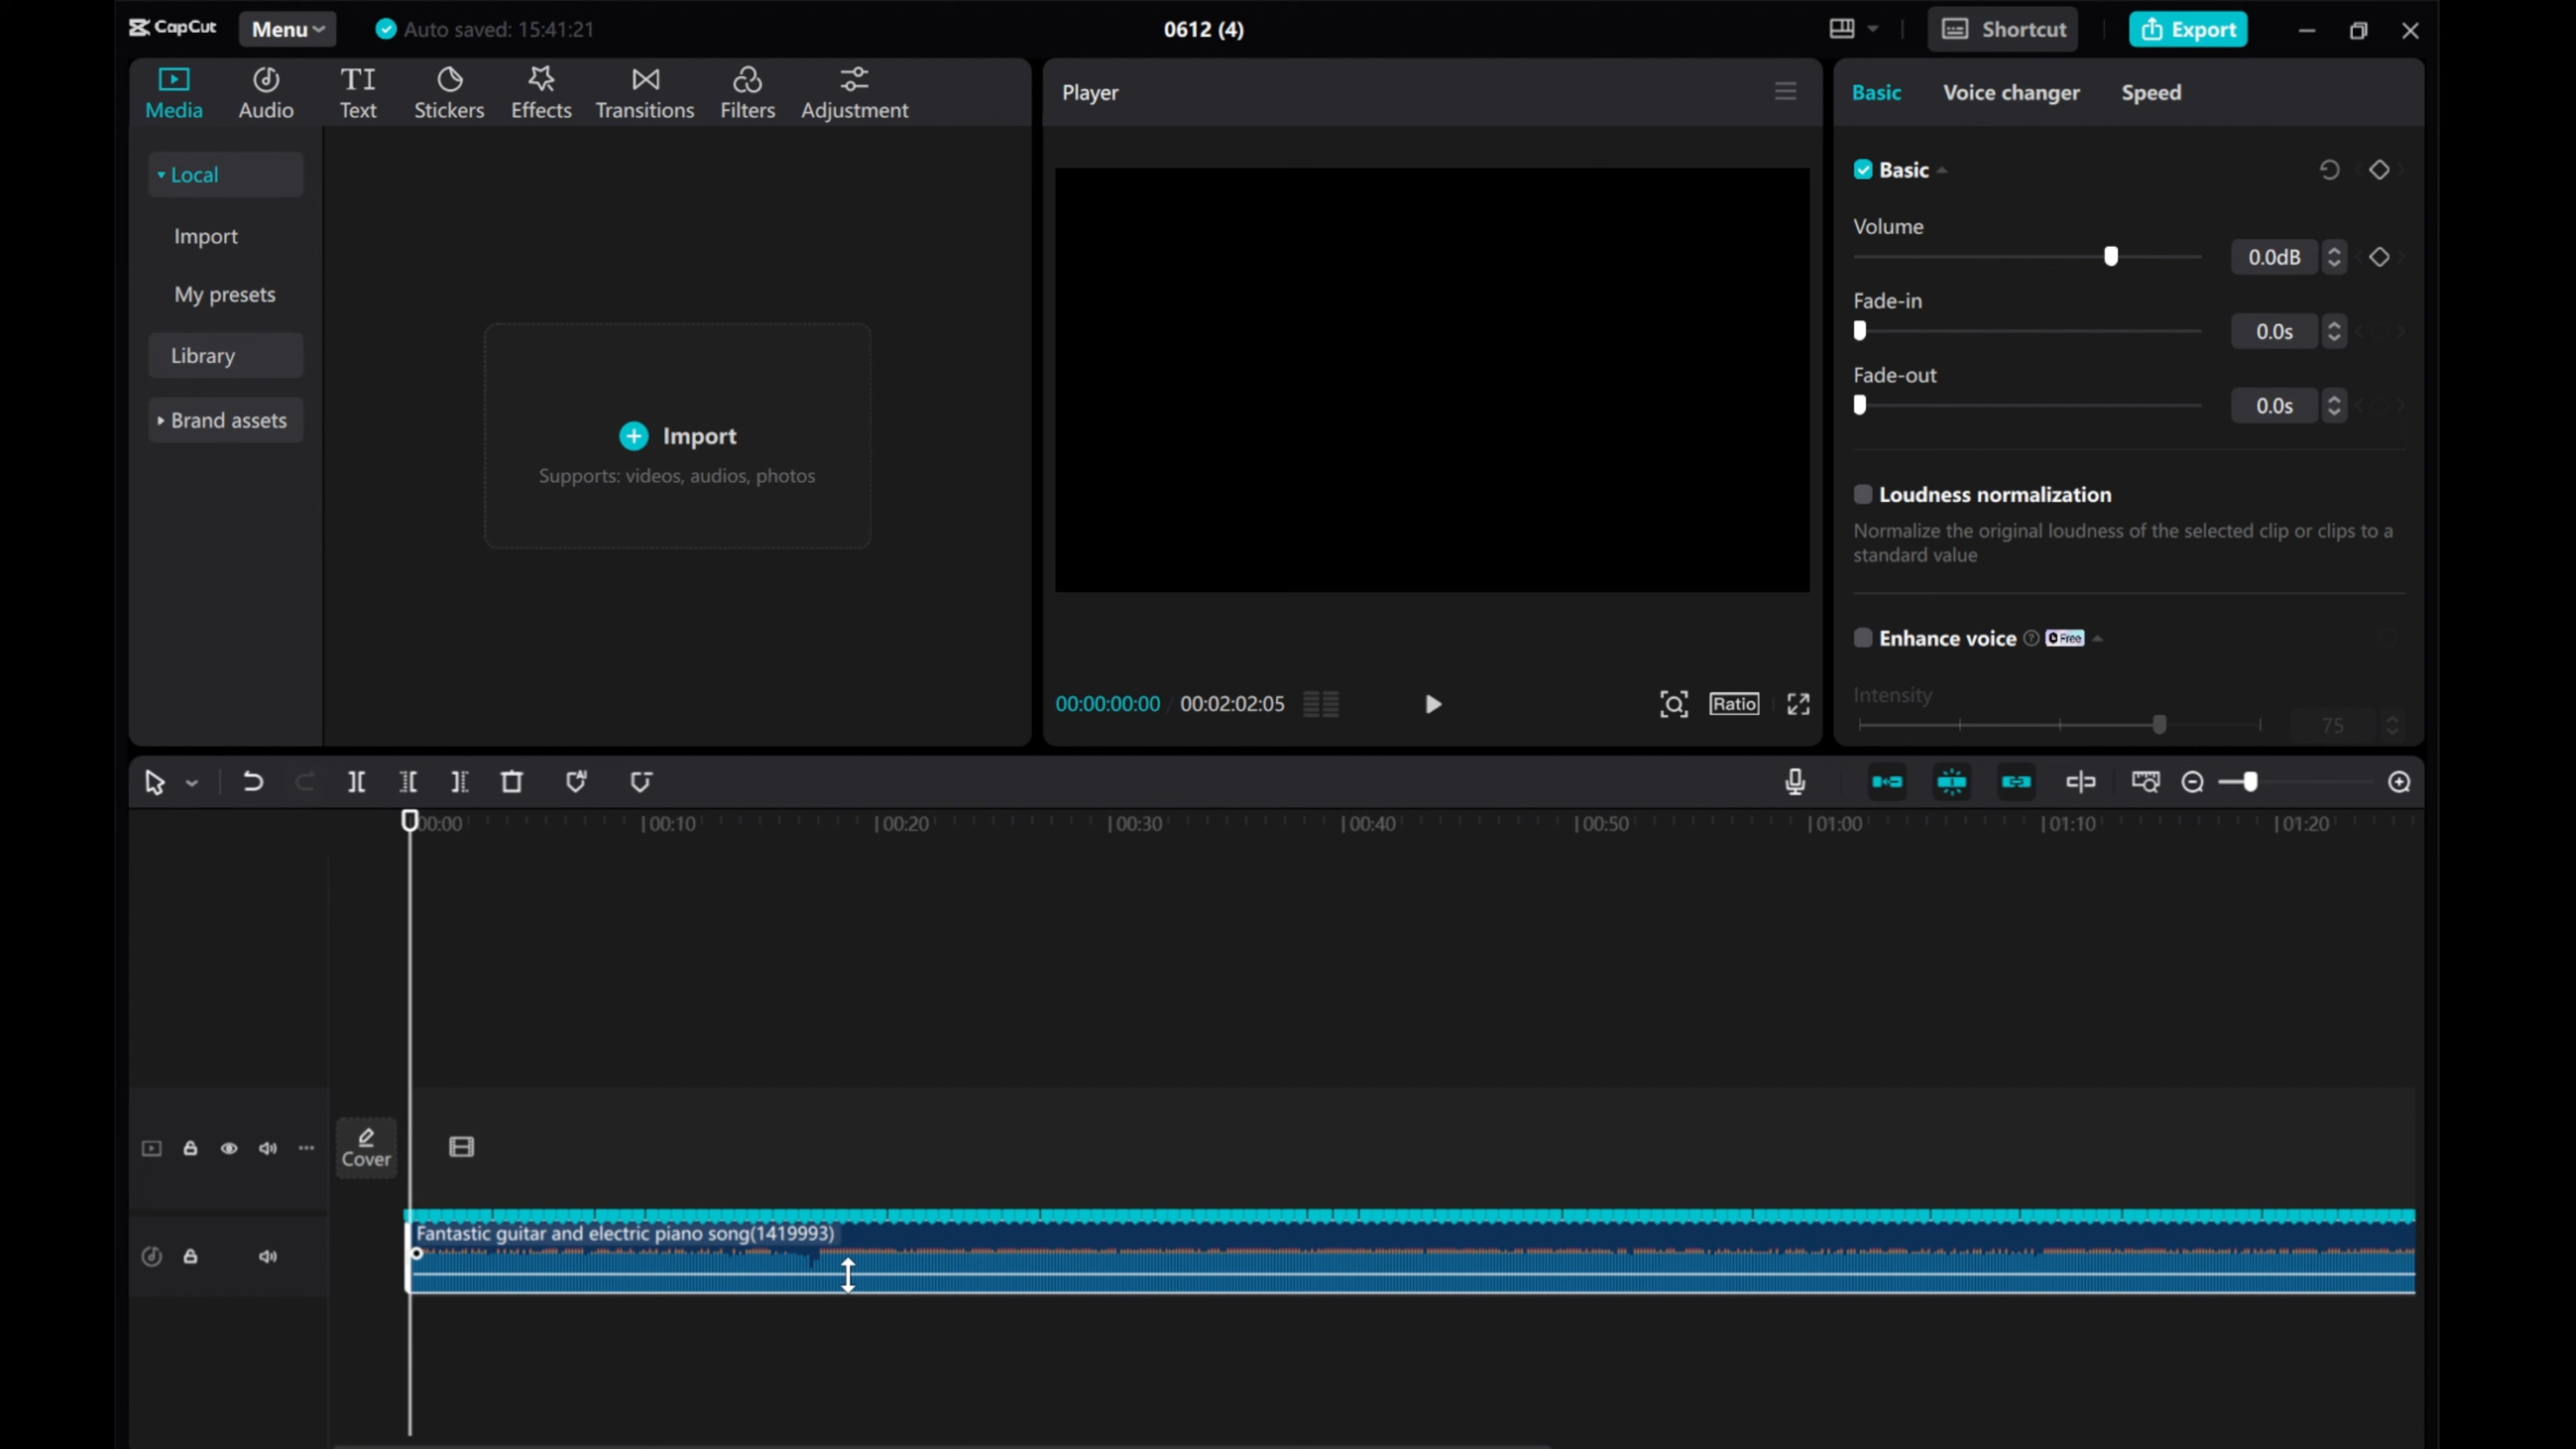 CapCut
Menu
Auto saved: 15:41:21
0612 (4)
Shortcut
Export
Media
Audio
TI
Text
Stickers
Effects
Transitions
Filters
Adjustment
Local
Import
My presets
Library
Brand assets
Import
Supports: videos, audios, photos
Player
00:00:00:00 / 00:02:02:05
Ratio
Basic
Voice changer
Speed
Basic
Volume
0.0dB
Fade-in
0.0s
Fade-out
0.0s
Loudness normalization
Normalize the original loudness of the selected clip or clips to a
standard value
Enhance voice
Free
Intensity
75
00:00
00:10
00:20
00:30
00:40
00:50
01:00
01:10
01:20
Cover
Fantastic guitar and electric piano song(1419993)